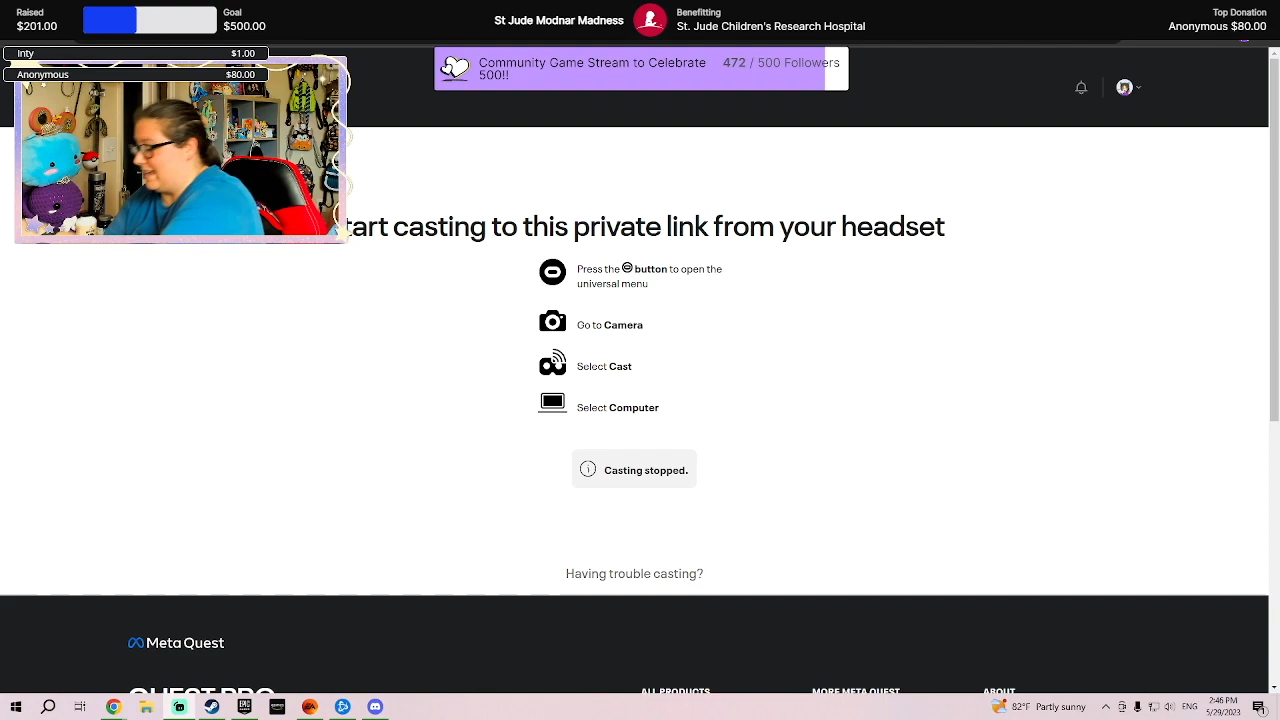 Raised
$201.00
Goal
$500.00
St Jude Modnar Madness
Benefitting
St. Jude Children's Research Hospital
Top Donation
Anonymous $80.00
Inty $1.00
Anonymous $80.00
Community Game Stream to Celebrate 472 / 500 Followers
500!!
tart casting to this private link from your headset
Press the button to open the
universal menu
Go to Camera
Select Cast
Select Computer
Casting stopped.
Having trouble casting?
Meta Quest
QUEST PRO
ALL PRODUCTS
MORE META QUEST
ABOUT
82°F Partly sunny
ENG
2:46 PM
5/28/2023